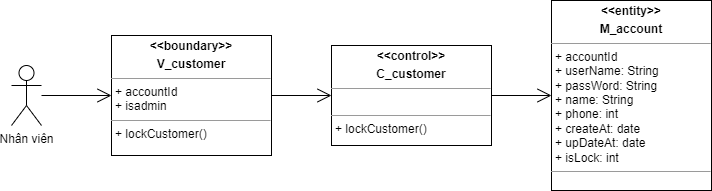 Nhân viên
<<boundary>>
V_customer
+ accountId
+ isadmin
+ lockCustomer()
<<control>>
C_customer
+ lockCustomer()
<<entity>>
M_account
+ accountId
+ userName: String
+ passWord: String
+ name: String
+ phone: int
+ createAt: date
+ upDateAt: date
+ isLock: int